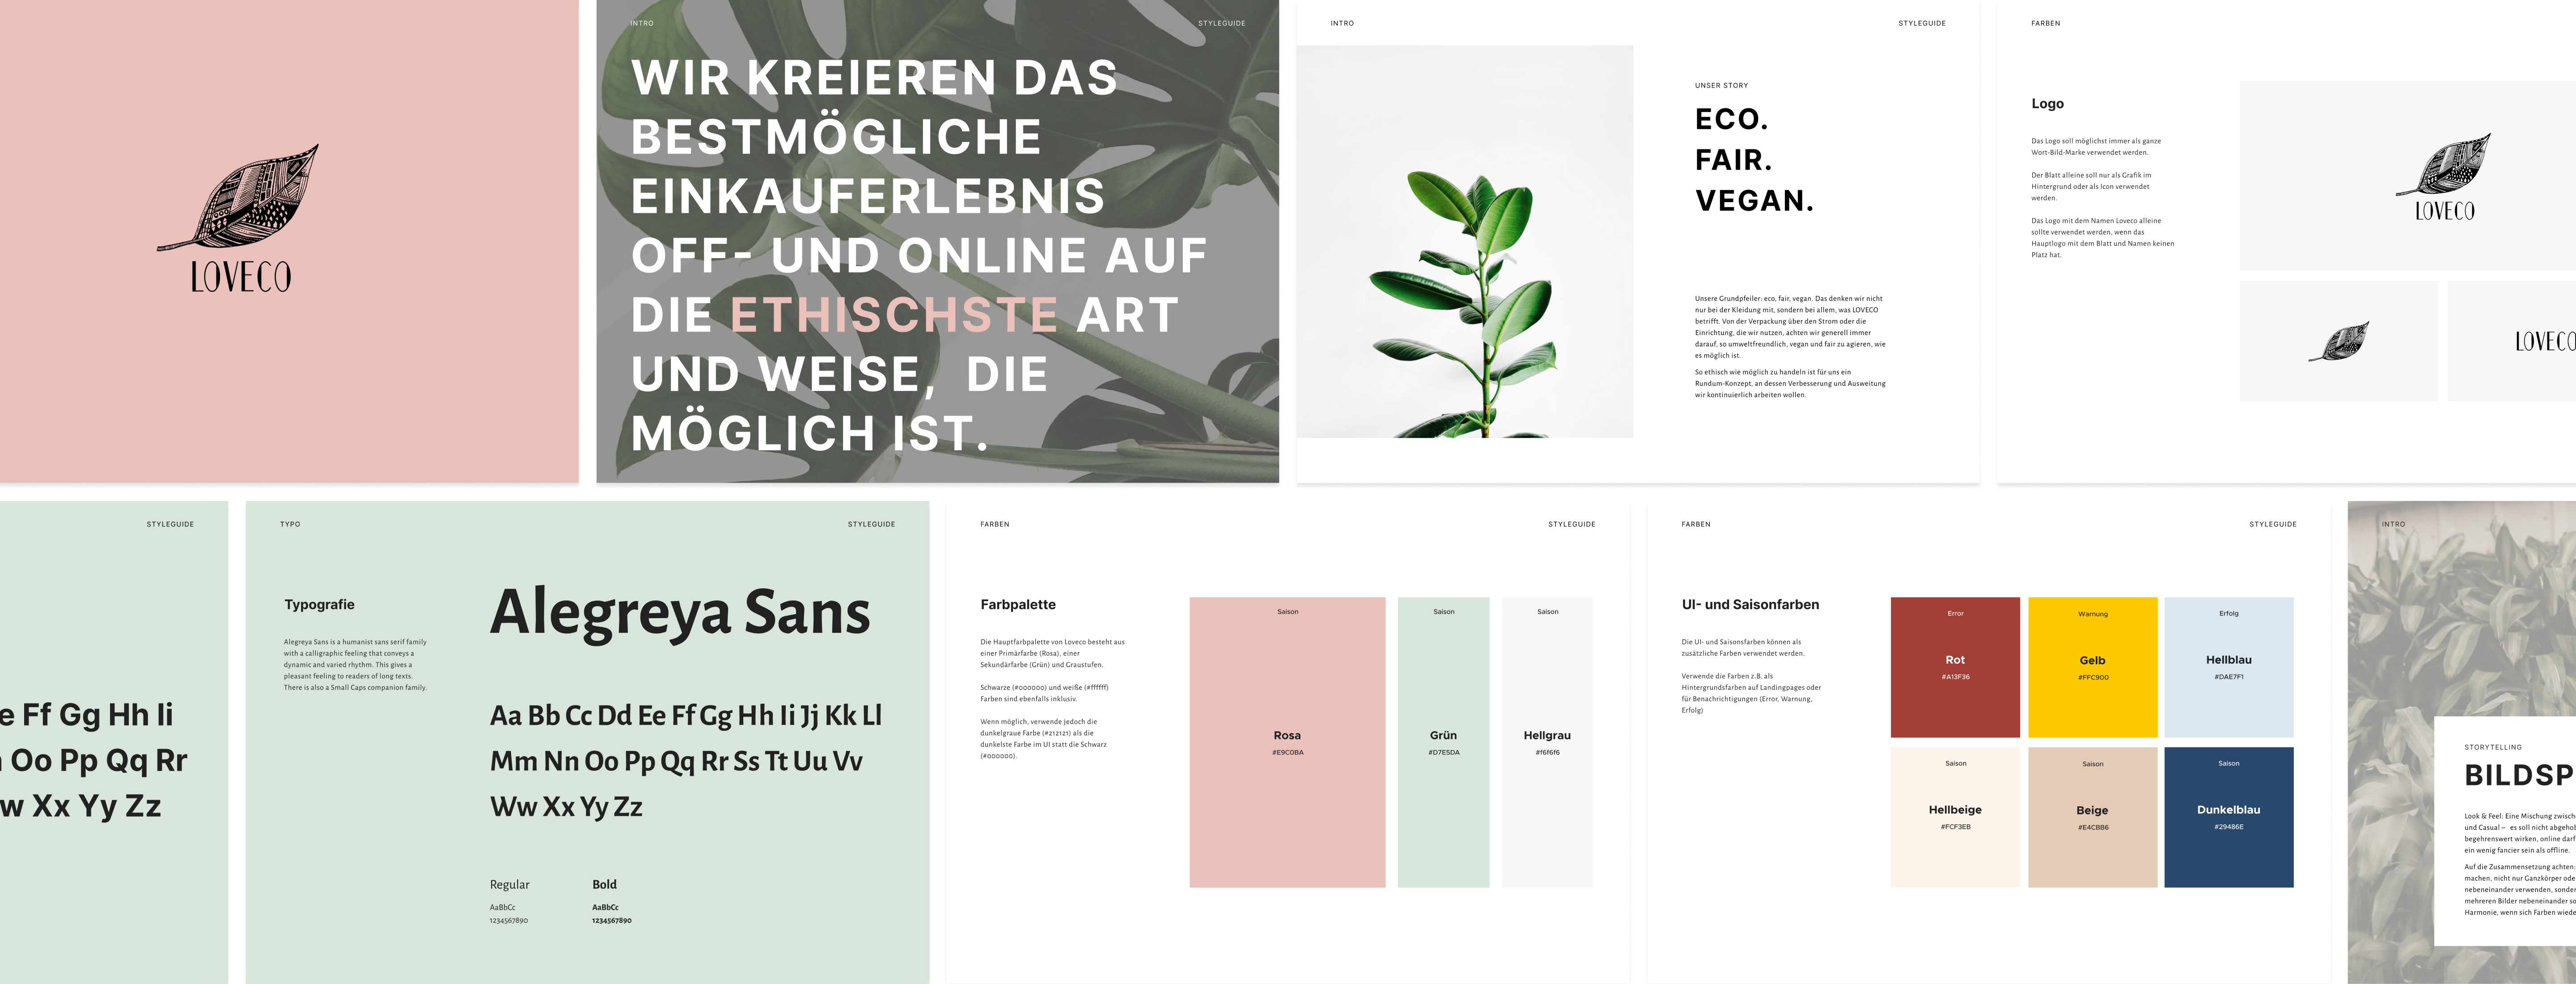 LOVECO
INTRO
STYLEGUIDE
WIR KREIEREN DAS
BESTMÖGLICHE
EINKAUFERLEBNIS
OFF- UND ONLINE AUF
DIE ETHISCHSTE ART
UND WEISE, DIE
MÖGLICH IST.
INTRO
STYLEGUIDE
UNSER STORY
ECO.
FAIR.
VEGAN.
Unsere Grundpfeiler: eco, fair, vegan. Das denken wir nicht
nur bei der Kleidung mit, sondern bei allem, was LOVECO
betrifft. Von der Verpackung über den Strom oder die
Einrichtung, die wir nutzen, achten wir generell immer
darauf, so umweltfreundlich, vegan und fair zu agieren, wie
es möglich ist.
So ethisch wie möglich zu handeln ist für uns ein
Rundum-Konzept, an dessen Verbesserung und Ausweitung
wir kontinuierlich arbeiten wollen.
FARBEN
Logo
Das Logo soll möglichst immer als ganze
Wort-Bild-Marke verwendet werden.
Der Blatt alleine soll nur als Grafik im
Hintergrund oder als Icon verwendet
werden.
Das Logo mit dem Namen Loveco alleine
sollte verwendet werden, wenn das
Hauptlogo mit dem Blatt und Namen keinen
Platz hat.
LOVECO
LOVECO
STYLEGUIDE
e Ff Gg Hh Ii
Oo Pp Qq Rr
w Xx Yy Zz
TYPO
STYLEGUIDE
Typografie
Alegreya Sans is a humanist sans serif family
with a calligraphic feeling that conveys a
dynamic and varied rhythm. This gives a
pleasant feeling to readers of long texts.
There is also a Small Caps companion family.
Alegreya Sans
Aa Bb Cc Dd Ee Ff Gg Hh Ii Jj Kk Ll
Mm Nn Oo Pp Qq Rr Ss Tt Uu Vv
Ww Xx Yy Zz
Regular
AaBbCc
1234567890
Bold
AaBbCc
1234567890
FARBEN
STYLEGUIDE
Farbpalette
Die Hauptfarbpalette von Loveco besteht aus
einer Primärfarbe (Rosa), einer
Sekundärfarbe (Grün) und Graustufen.
Schwarze (#000000) und weiße (#ffffff)
Farben sind ebenfalls inklusiv.
Wenn möglich, verwende jedoch die
dunkelgraue Farbe (#212121) als die
dunkelste Farbe im UI statt die Schwarz
(#000000).
Saison
Rosa
#E9C0BA
Saison
Grün
#D7E5DA
Saison
Hellgrau
#f6f6f6
FARBEN
STYLEGUIDE
UI- und Saisonfarben
Die UI- und Saisonsfarben können als
zusätzliche Farben verwendet werden.
Verwende die Farben z.B. als
Hintergrundsfarben auf Landingpages oder
für Benachrichtigungen (Error, Warnung,
Erfolg)
Error
Rot
#A13F36
Warnung
Gelb
#FFC900
Erfolg
Hellblau
#DAE7F1
Saison
Hellbeige
#FCF3EB
Saison
Beige
#E4CBB6
Saison
Dunkelblau
#29486E
INTRO
STORYTELLING
BILDSP
Look & Feel: Eine Mischung zwisch
und Casual – es soll nicht abgehob
begehrenswert wirken, online darf
ein wenig fancier sein als offline.
Auf die Zusammensetzung achten:
machen, nicht nur Ganzkörper ode
nebeneinander verwenden, sonder
mehreren Bilder nebeneinander so
Harmonie, wenn sich Farben wiede